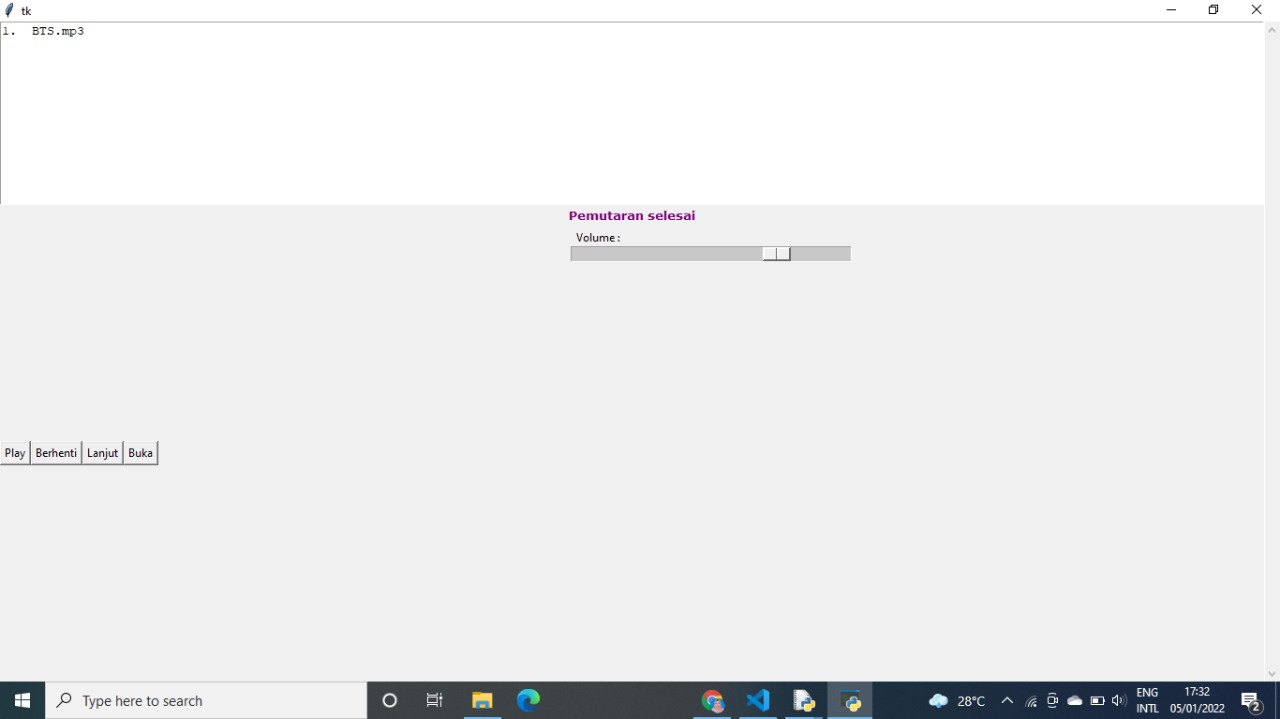 tk
1.  BTS.mp3
Pemutaran selesai
Volume :
Play Berhenti Lanjut Buka
Type here to search
28°C
ENG 17:32
INTL 05/01/2022
2